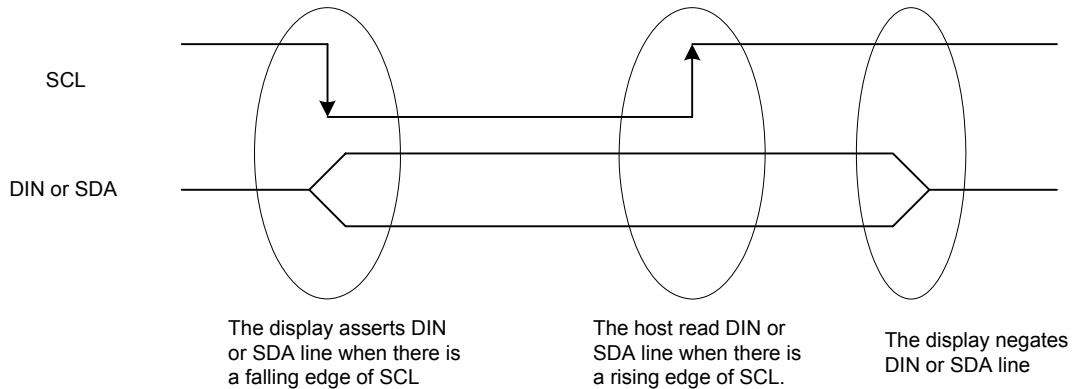 SCL
DIN or SDA
The display asserts DIN
or SDA line when there is
a falling edge of SCL
The host read DIN or
SDA line when there is
a rising edge of SCL.
The display negates
DIN or SDA line